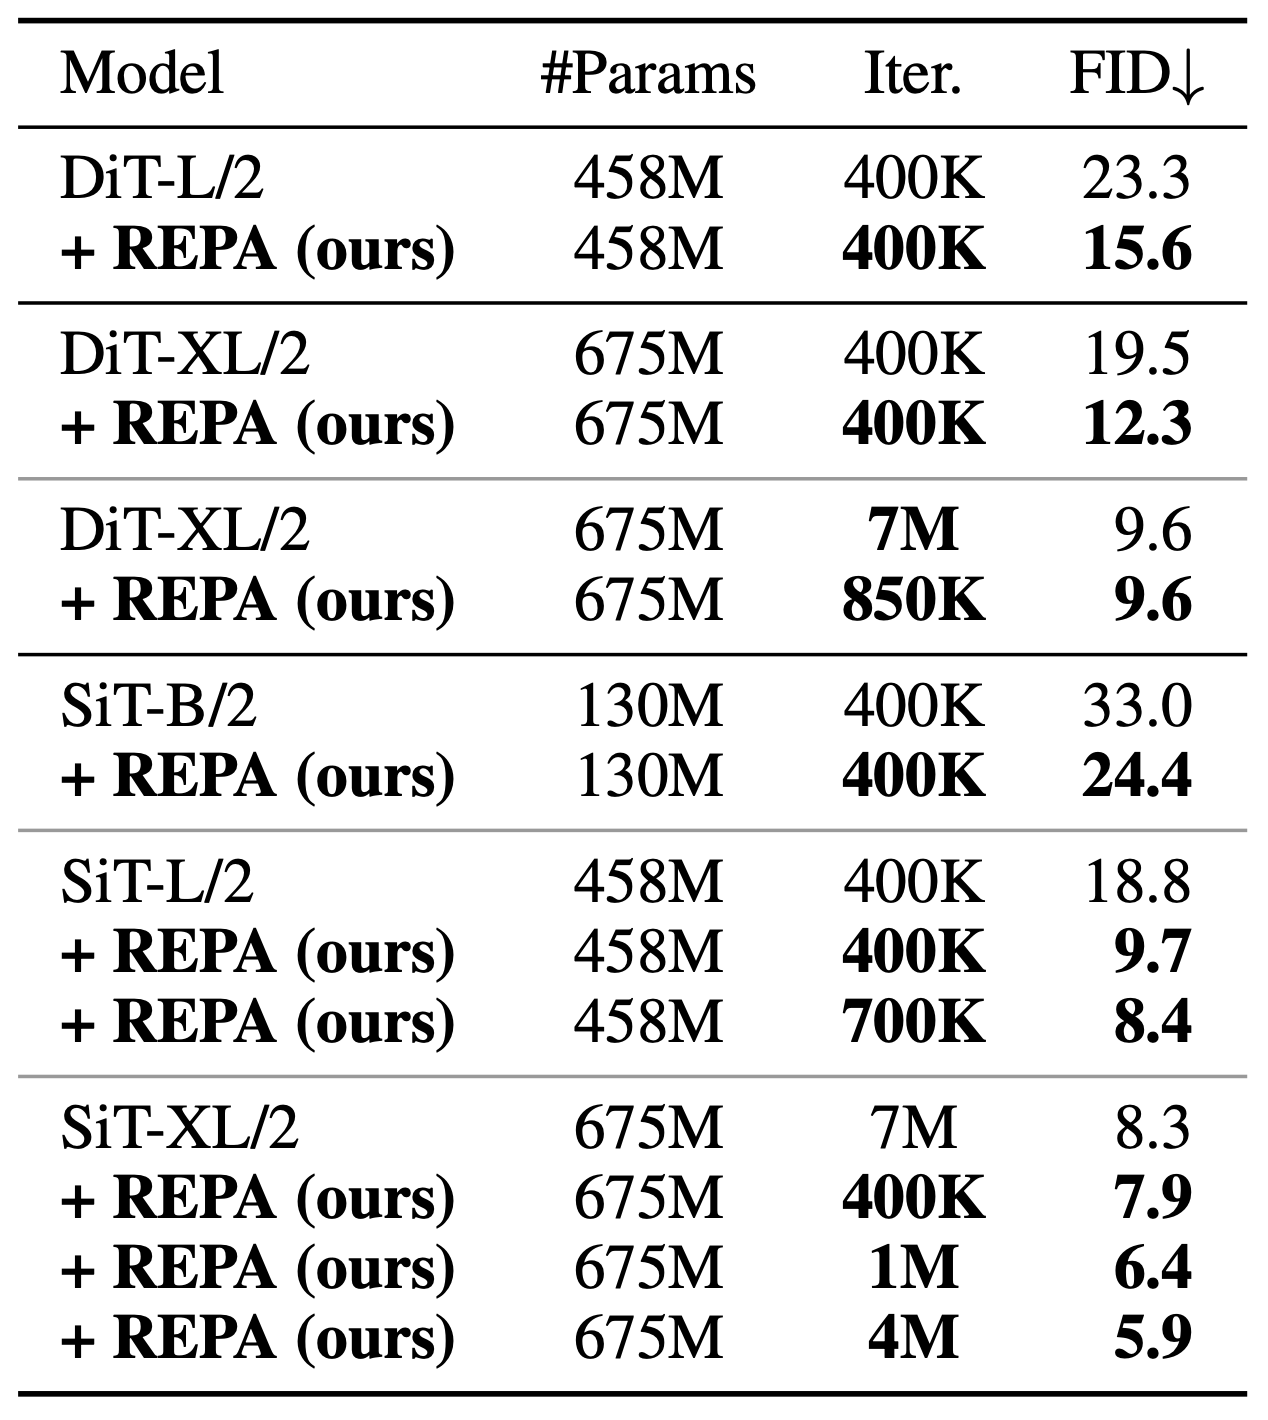 Model #Params Iter. FID↓
DiT-L/2 458M 400K 23.3
+ REPA (ours) 458M 400K 15.6
DiT-XL/2 675M 400K 19.5
+ REPA (ours) 675M 400K 12.3
DiT-XL/2 675M 7M 9.6
+ REPA (ours) 675M 850K 9.6
SiT-B/2 130M 400K 33.0
+ REPA (ours) 130M 400K 24.4
SiT-L/2 458M 400K 18.8
+ REPA (ours) 458M 400K 9.7
+ REPA (ours) 458M 700K 8.4
SiT-XL/2 675M 7M 8.3
+ REPA (ours) 675M 400K 7.9
+ REPA (ours) 675M 1M 6.4
+ REPA (ours) 675M 4M 5.9